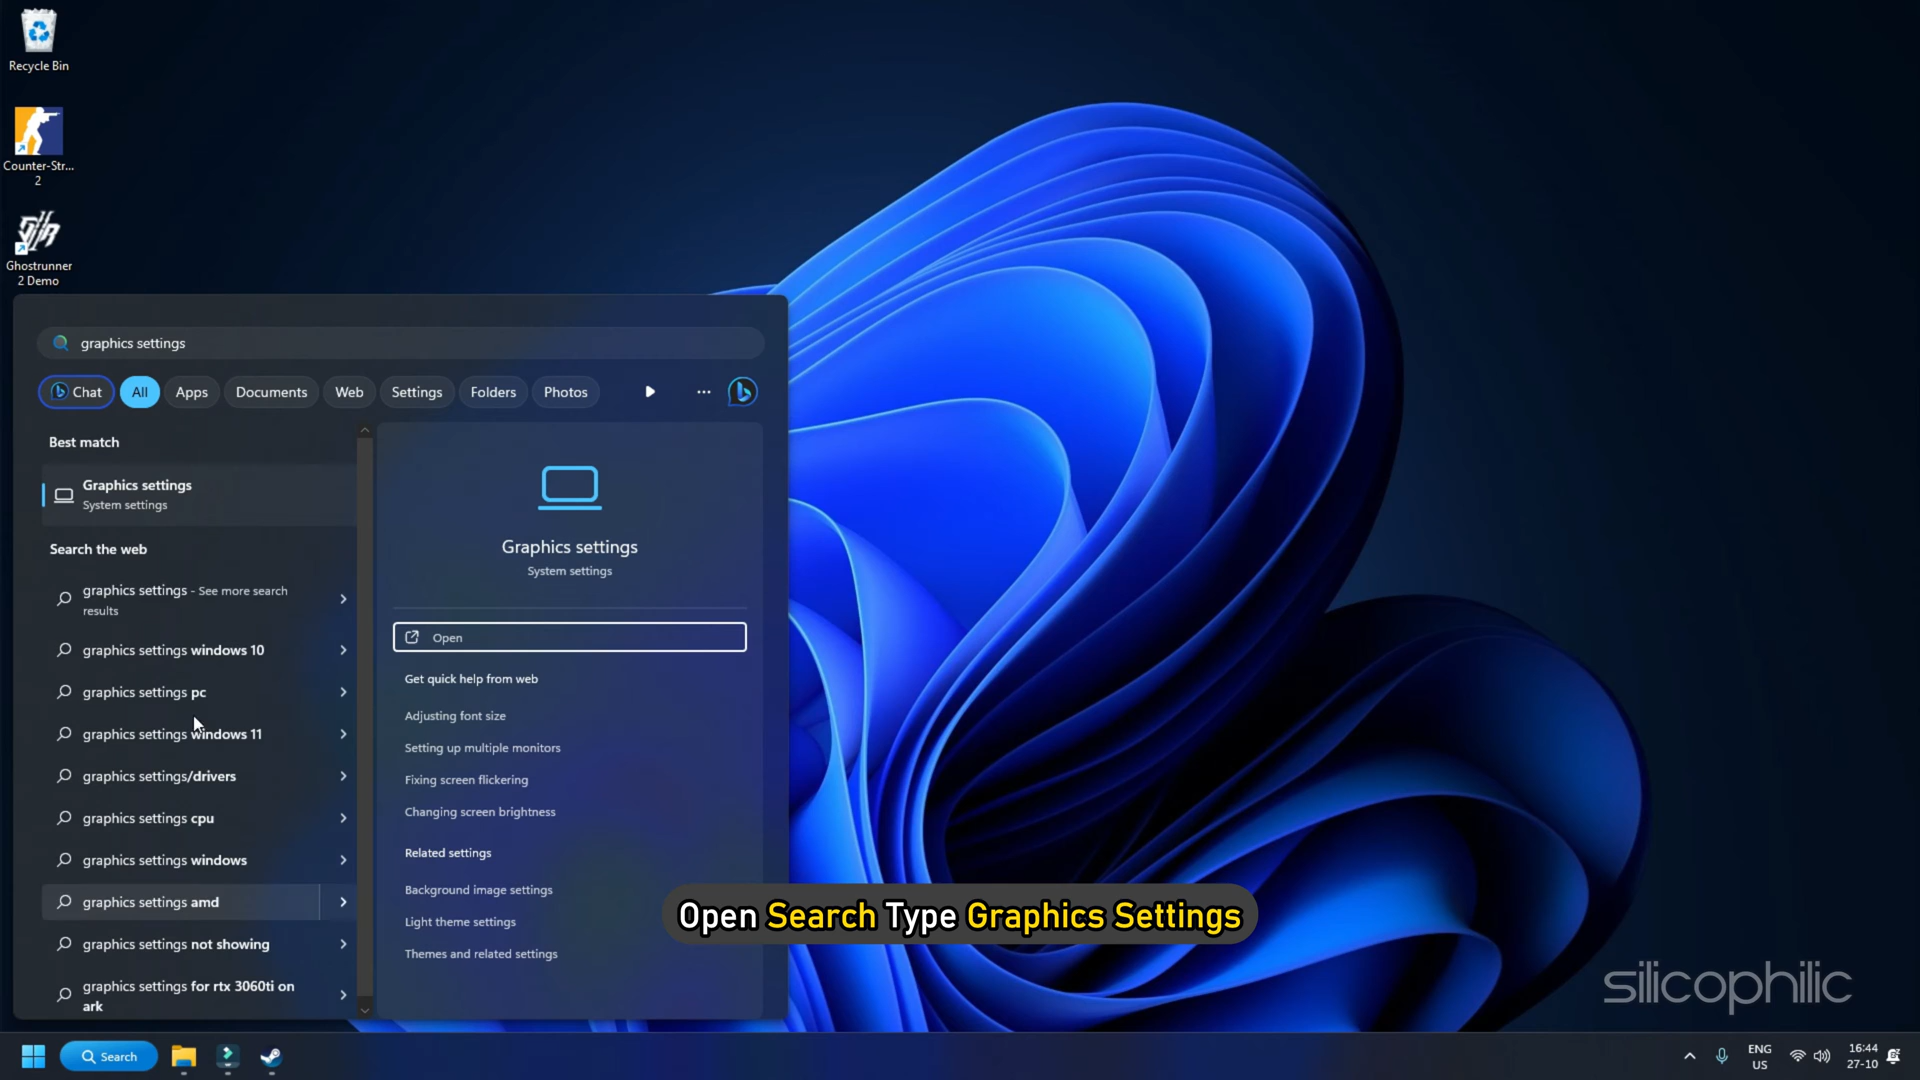 Recycle Bin
Counter-Str...
2
Ghostrunner
2 Demo
graphics settings
Chat
All
Apps
Documents
Web
Settings
Folders
Photos
Best match
Graphics settings
System settings
Search the web
graphics settings - See more search
results
graphics settings windows 10
graphics settings pc
graphics settings windows 11
graphics settings/drivers
graphics settings cpu
graphics settings windows
graphics settings amd
graphics settings not showing
graphics settings for rtx 3060ti on
ark
Graphics settings
System settings
Open
Get quick help from web
Adjusting font size
Setting up multiple monitors
Fixing screen flickering
Changing screen brightness
Related settings
Background image settings
Light theme settings
Themes and related settings
Open Search Type Graphics Settings
silicophilic
Search
ENG
US
16:44
27-10